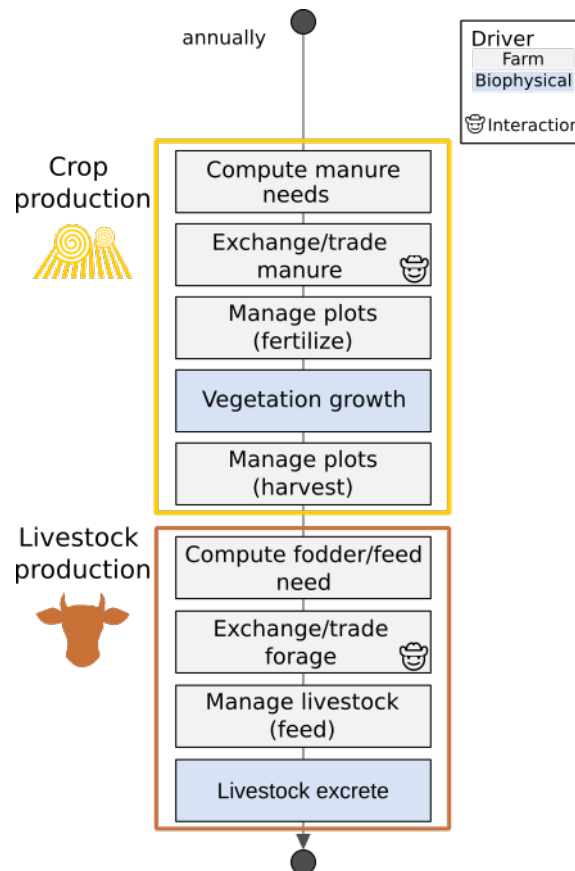 annually
Driver
Farm
Biophysical
Interaction
Crop
production
Compute manure
needs
Exchange/trade
manure
Manage plots
(fertilize)
Vegetation growth
Manage plots
(harvest)
Livestock
production
Compute fodder/feed
need
Exchange/trade
forage
Manage livestock
(feed)
Livestock excrete